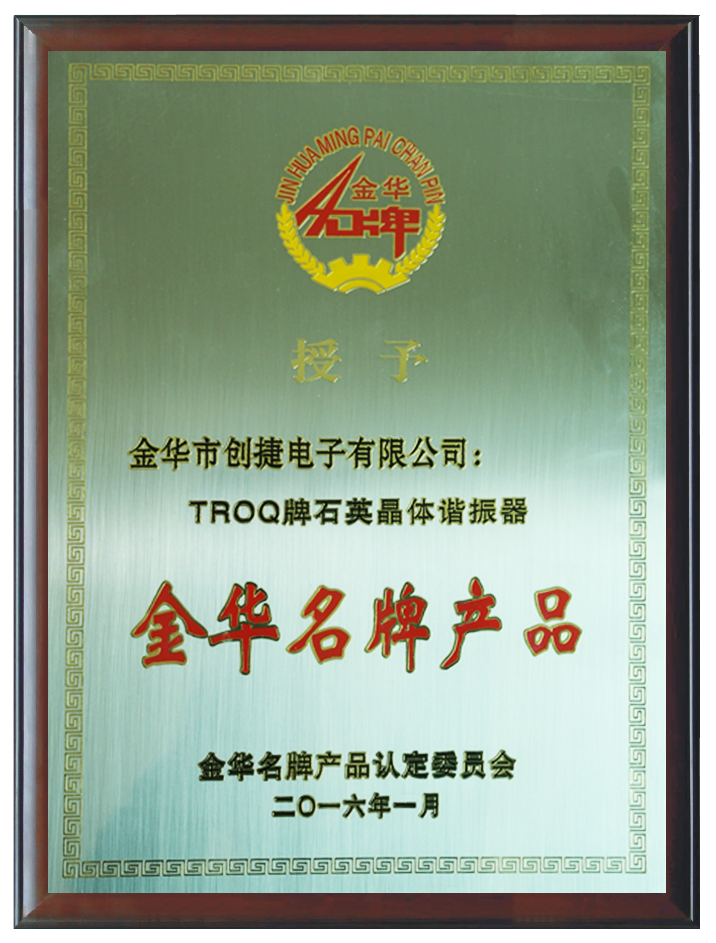 JIN HUA MING PAI CHAN PIN
金华
名牌
授予
金华市创捷电子有限公司：
TROQ牌石英晶体谐振器
金华名牌产品
金华名牌产品认定委员会
二〇一六年一月